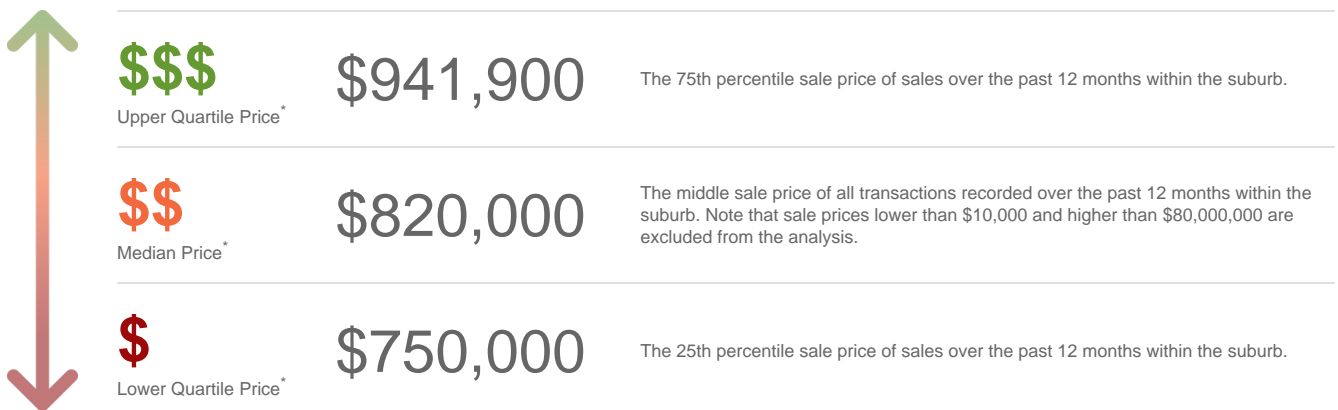 $$$
Upper Quartile Price*
$941,900
The 75th percentile sale price of sales over the past 12 months within the suburb.
$$
Median Price*
$820,000
The middle sale price of all transactions recorded over the past 12 months within the
suburb. Note that sale prices lower than $10,000 and higher than $80,000,000 are
excluded from the analysis.
$
Lower Quartile Price*
$750,000
The 25th percentile sale price of sales over the past 12 months within the suburb.